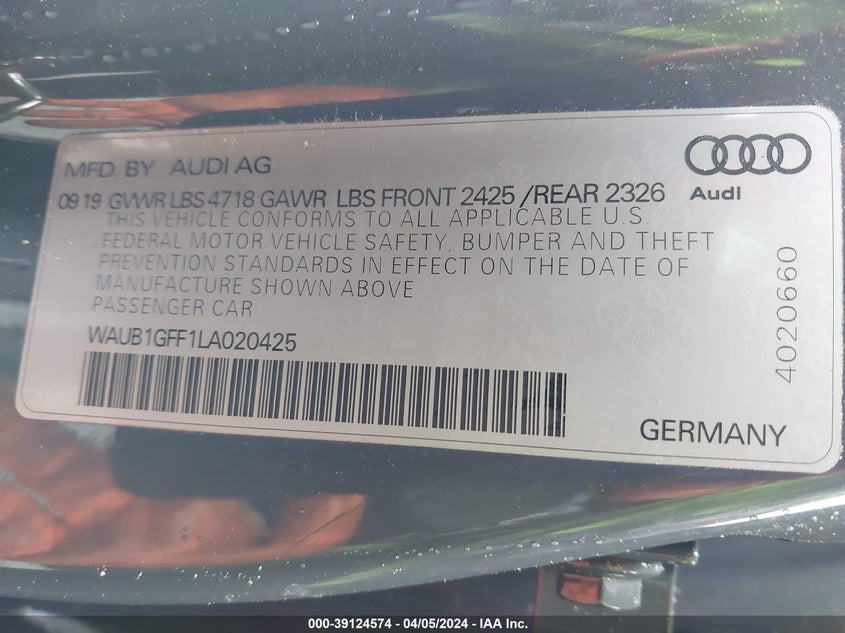 MFD. BY AUDI AG
09 19 GVWR LBS 4718 GAWR LBS FRONT 2425 /REAR 2326
THIS VEHICLE CONFORMS TO ALL APPLICABLE U.S.
FEDERAL MOTOR VEHICLE SAFETY, BUMPER AND THEFT
PREVENTION STANDARDS IN EFFECT ON THE DATE OF
MANUFACTURE SHOWN ABOVE
PASSENGER CAR
WAUB1GFF1LA020425
Audi
4020660
GERMANY
000-39124574 - 04/05/2024 - IAA Inc.